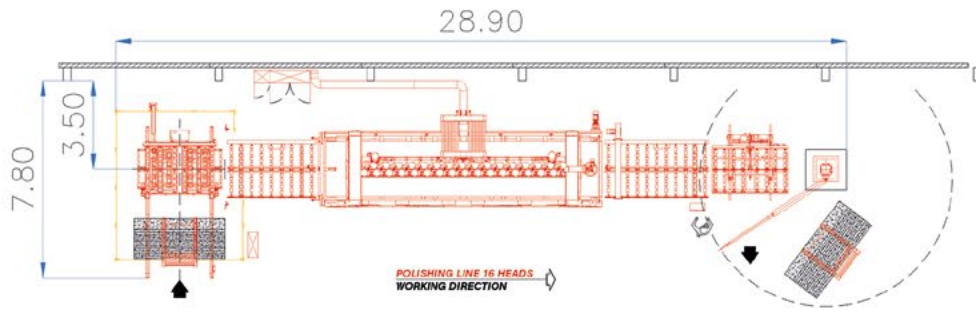 28.90
3.50
7.80
POLISHING LINE 16 HEADS
WORKING DIRECTION